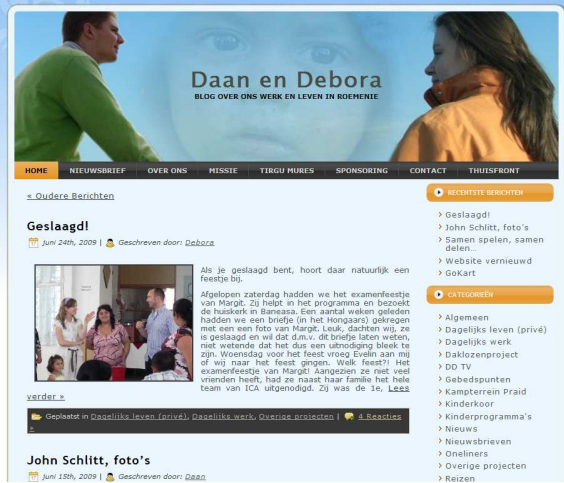 Daan en Debora
BLOG OVER ONS WERK EN LEVEN IN ROEMENIE
HOME NIEUWSBRIEF OVER ONS MISSIE TIRGU MURES SPONSORING CONTACT THUISFRONT
« Oudere Berichten
Geslaagd!
juni 24th, 2009 | Geschreven door: Debora
Als je geslaagd bent, hoort daar natuurlijk een
feestje bij.
Afgelopen zaterdag hadden we het examenfeestje
van Margit. Zij helpt in het programma en bezoekt
de huiskerk in Baneasa. Een aantal weken geleden
hadden we een briefje (in het Hongaars) gekregen
met een een foto van Margit. Leuk, dachten wij, ze
is geslaagd en wil dat d.m.v. dit briefje laten weten,
niet wetende dat het dus een uitnodiging bleek te
zijn. Woensdag voor het feest vroeg Evelin aan mij
of wij naar het feest gingen. Welk feest?! Het
examenfeestje van Margit! Aangezien ze niet veel
vrienden heeft, had ze naast haar familie het hele
team van ICA uitgenodigd. Zij was de 1e, Lees
verder »
Geplaatst in Dagelijks leven (privé), Dagelijks werk, Overige projecten | 4 Reacties
»
John Schlitt, foto's
juni 15th, 2009 | Geschreven door: Daan
RECENTSTE BERICHTEN
Geslaagd!
John Schlitt, foto's
Samen spelen, samen
delen..
Website vernieuwd
GoKart
CATEGORIEËN
Algemeen
Dagelijks leven (privé)
Dagelijks werk
Daklozenproject
DD TV
Gebedspunten
Kampterrein Praid
Kinderkoor
Kinderprogramma's
Nieuws
Nieuwsbrieven
Oneliners
Overige projecten
Reizen